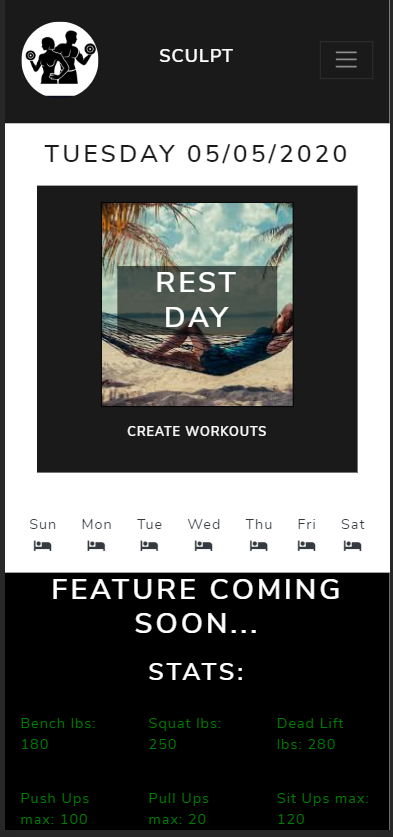 SCULPT
TUESDAY 05/05/2020
REST
DAY
CREATE WORKOUTS
Sun Mon Tue Wed Thu Fri Sat
FEATURE COMING
SOON...
STATS:
Bench lbs: Squat lbs: Dead Lift
180 250 lbs: 280
Push Ups Pull Ups Sit Ups max:
max: 100 max: 20 120